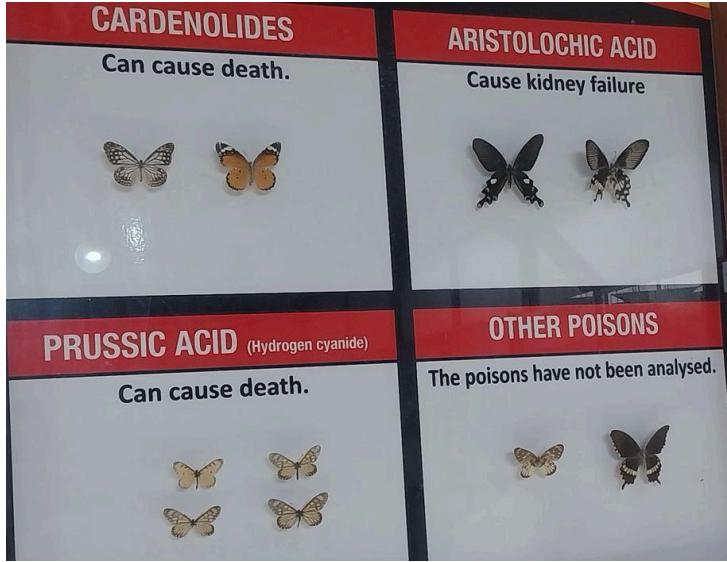 CARDENOLIDES
Can cause death.
ARISTOLOCHIC ACID
Cause kidney failure
PRUSSIC ACID (Hydrogen cyanide)
Can cause death.
OTHER POISONS
The poisons have not been analysed.